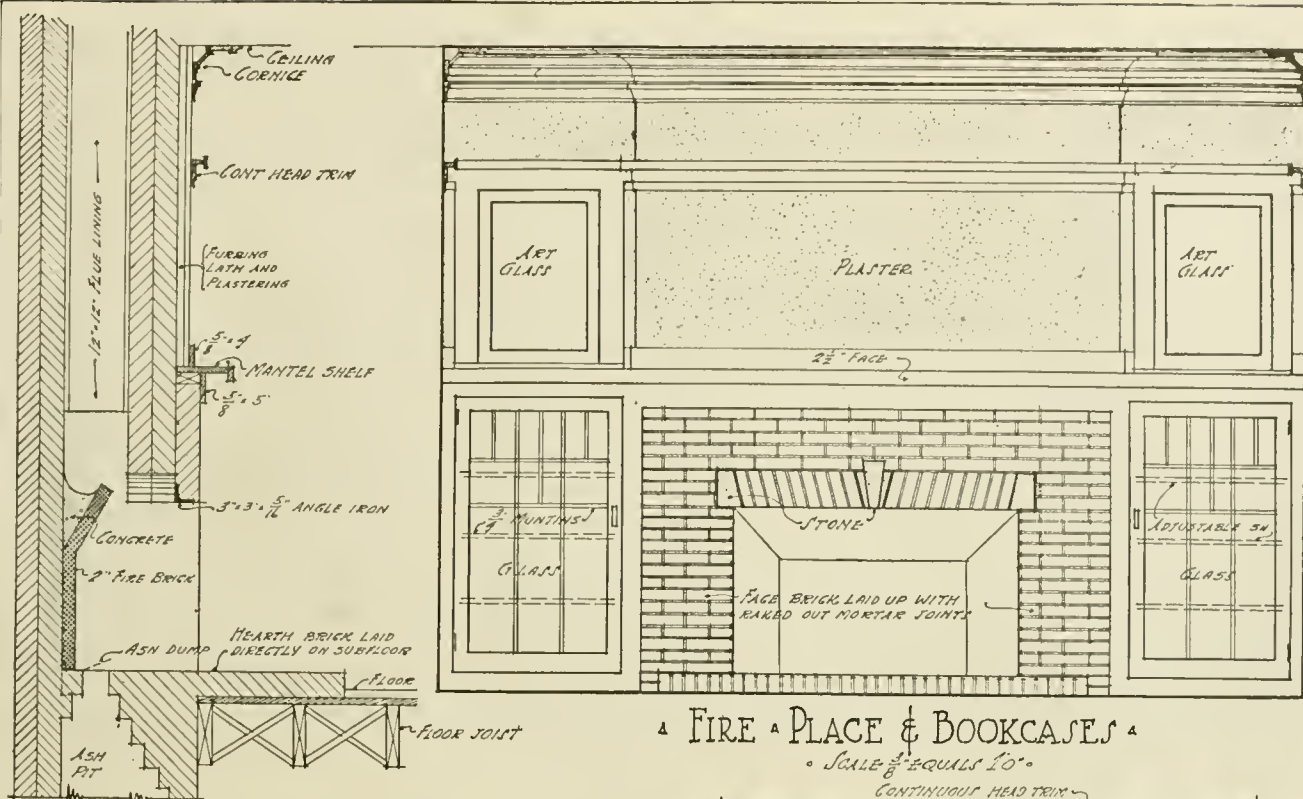 CEILING
CORNICE
CONT HEAD TRIM
12"x12" FLUE LINING
FURRING
LATH AND
PLASTERING
5/8" x 4"
MANTEL SHELF
5/8" x 5"
3" x 3" x 5/16" ANGLE IRON
CONCRETE
2" FIRE BRICK
HEARTH BRICK LAID
DIRECTLY ON SUBFLOOR
ASH DUMP
FLOOR
FLOOR JOIST
ASH
PIT
ART
GLASS
PLASTER
ART
GLASS
2 1/2" FACE
3/4" MUNTINS
GLASS
STONE
FACE BRICK LAID UP WITH
RAKED OUT MORTAR JOINTS
ADJUSTABLE SH.
GLASS
FIRE PLACE & BOOKCASES
SCALE 3/8" EQUALS 1'0"
CONTINUOUS HEAD TRIM